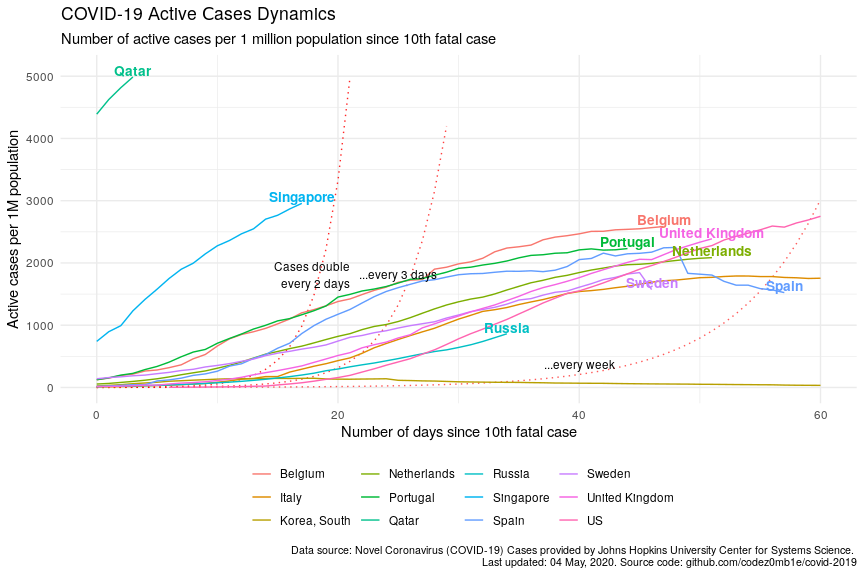 COVID-19 Active Cases Dynamics
Number of active cases per 1 million population since 10th fatal case
Active cases per 1M population
5000
4000
3000
2000
1000
0
Qatar
Singapore
Belgium
United Kingdom
Portugal
Netherlands
Cases double
every 2 days
...every 3 days
Sweden
Spain
Russia
...every week
0
20
40
60
Number of days since 10th fatal case
Belgium
Netherlands
Russia
Sweden
Italy
Portugal
Singapore
United Kingdom
Korea, South
Qatar
Spain
US
Data source: Novel Coronavirus (COVID-19) Cases provided by Johns Hopkins University Center for Systems Science.
Last updated: 04 May, 2020. Source code: github.com/codez0mb1e/covid-2019